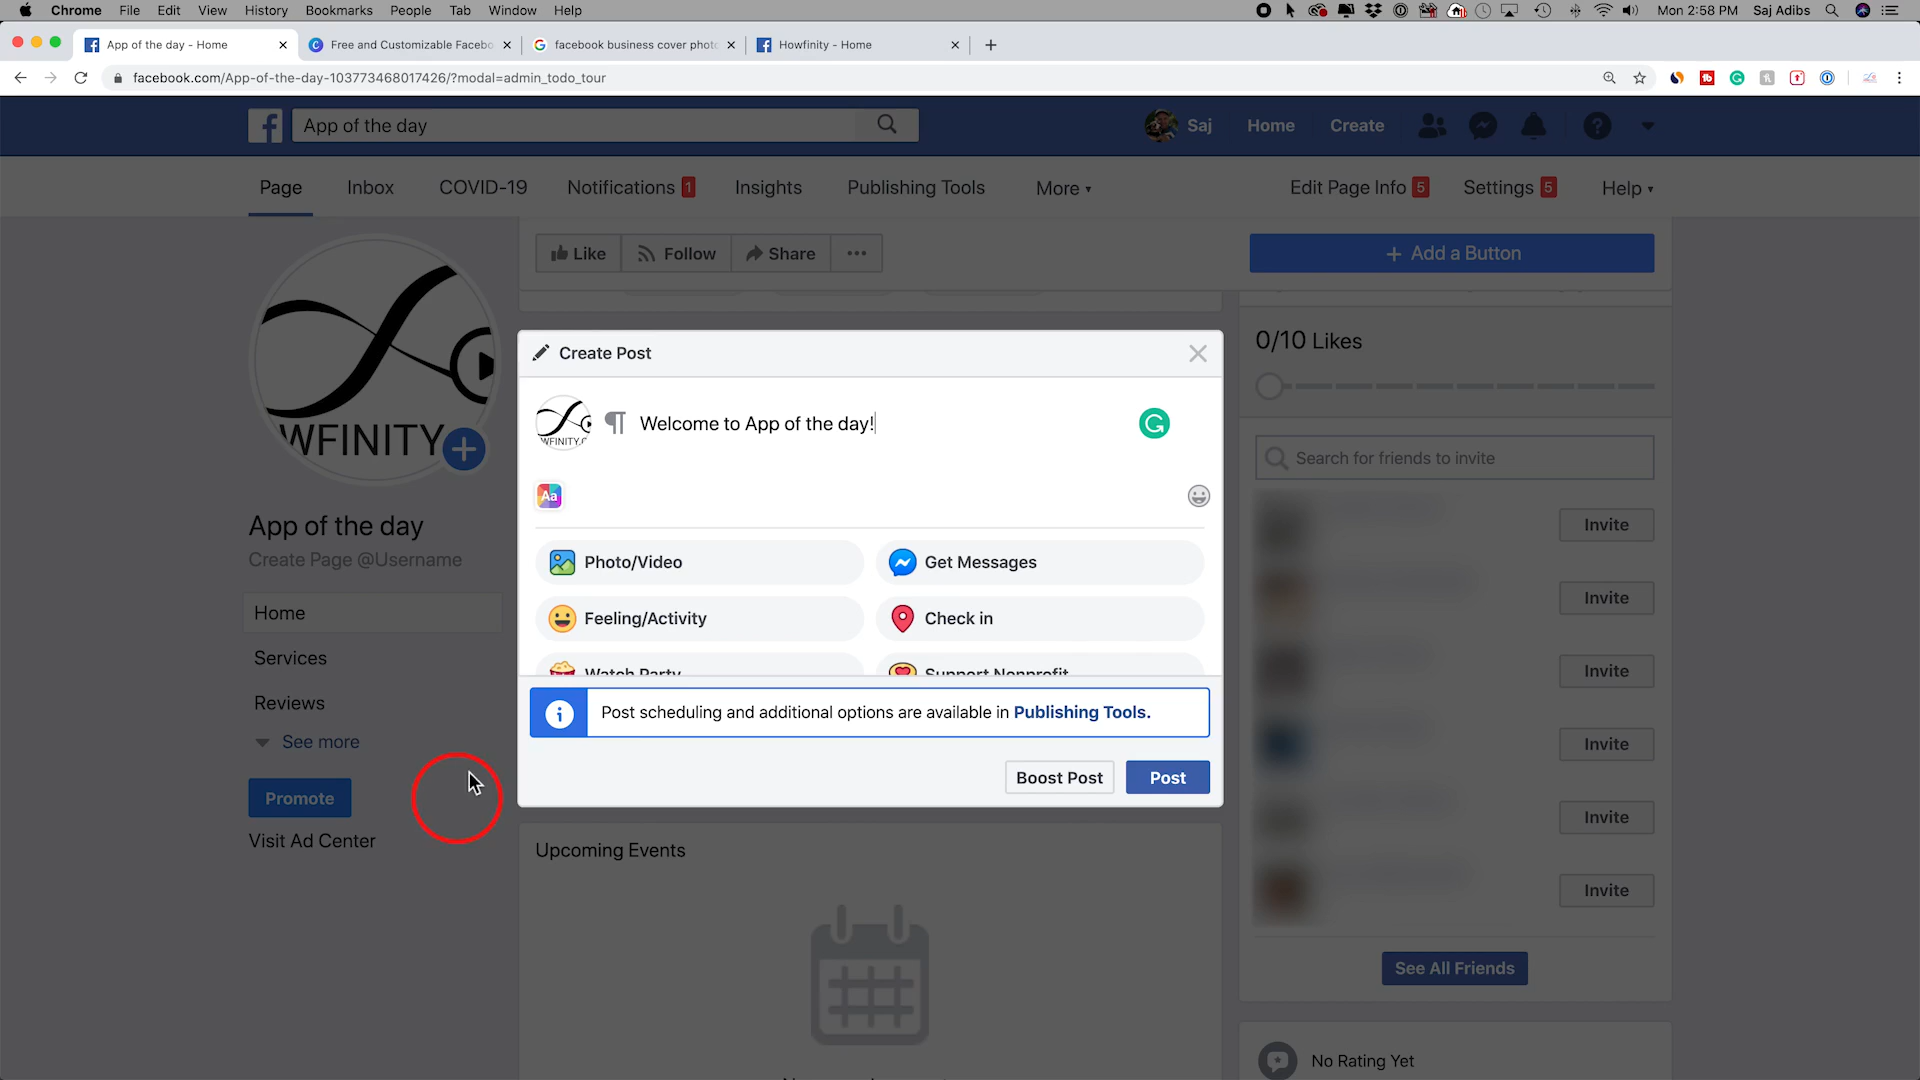 Chrome File Edit View History Bookmarks People Tab Window Help Mon 2:58 PM Saj Adibs
App of the day - Home Free and Customizable Facebo facebook business cover phot Howfinity - Home
facebook.com/App-of-the-day-103773468017426/?modal=admin_todo_tour
App of the day Saj Home Create
Page Inbox COVID-19 Notifications 1 Insights Publishing Tools More Edit Page Info 5 Settings 5 Help
Like Follow Share + Add a Button
WFINITY
App of the day
Create Page @Username
Home
Services
Reviews
See more
Promote
Visit Ad Center
Create Post
WFINITY.C
Welcome to App of the day!
Aa
Photo/Video Get Messages
Feeling/Activity Check in
Watch Party Support Nonprofit
Post scheduling and additional options are available in Publishing Tools.
Boost Post Post
Upcoming Events
0/10 Likes
Search for friends to invite
Invite
Invite
Invite
Invite
Invite
Invite
See All Friends
No Rating Yet